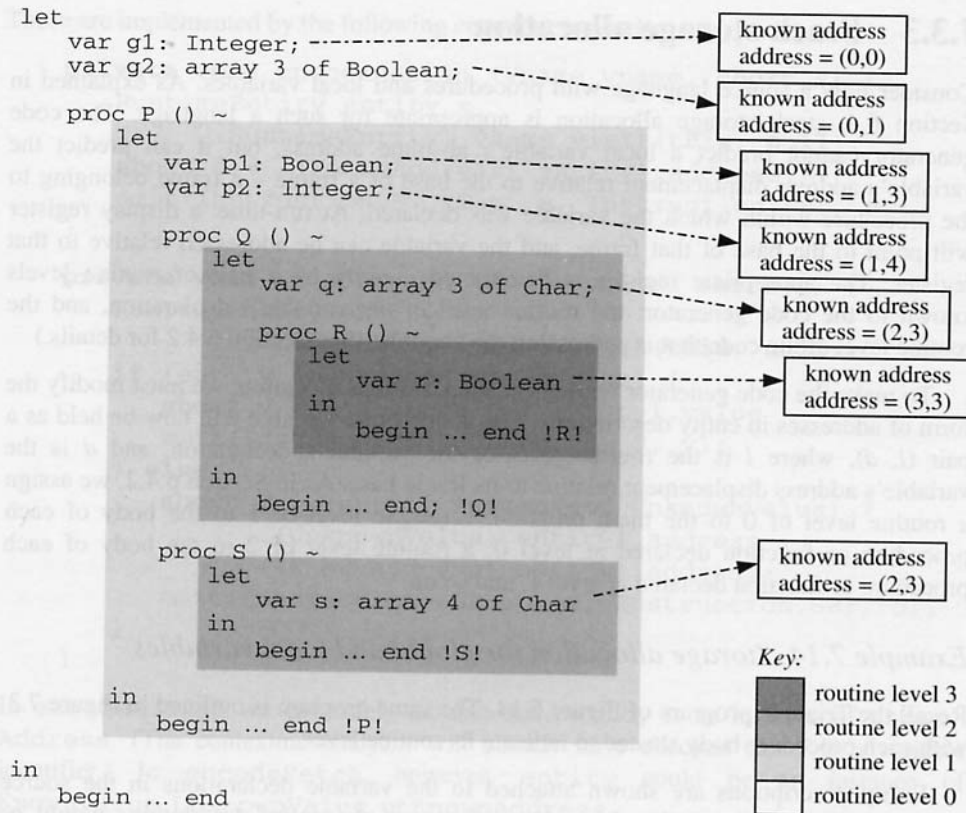 let
var g1: Integer;
var g2: array 3 of Boolean;
proc P () ~
let
var p1: Boolean;
var p2: Integer;
proc Q () ~
let
var q: array 3 of Char;
proc R () ~
let
var r: Boolean
in
begin ... end !R!
in
begin ... end; !Q!
proc S () ~
let
var s: array 4 of Char
in
begin ... end !S!
in
begin ... end !P!
in
begin ... end
known address
address = (0,0)
known address
address = (0,1)
known address
address = (1,3)
known address
address = (1,4)
known address
address = (2,3)
known address
address = (3,3)
known address
address = (2,3)
Key:
routine level 3
routine level 2
routine level 1
routine level 0